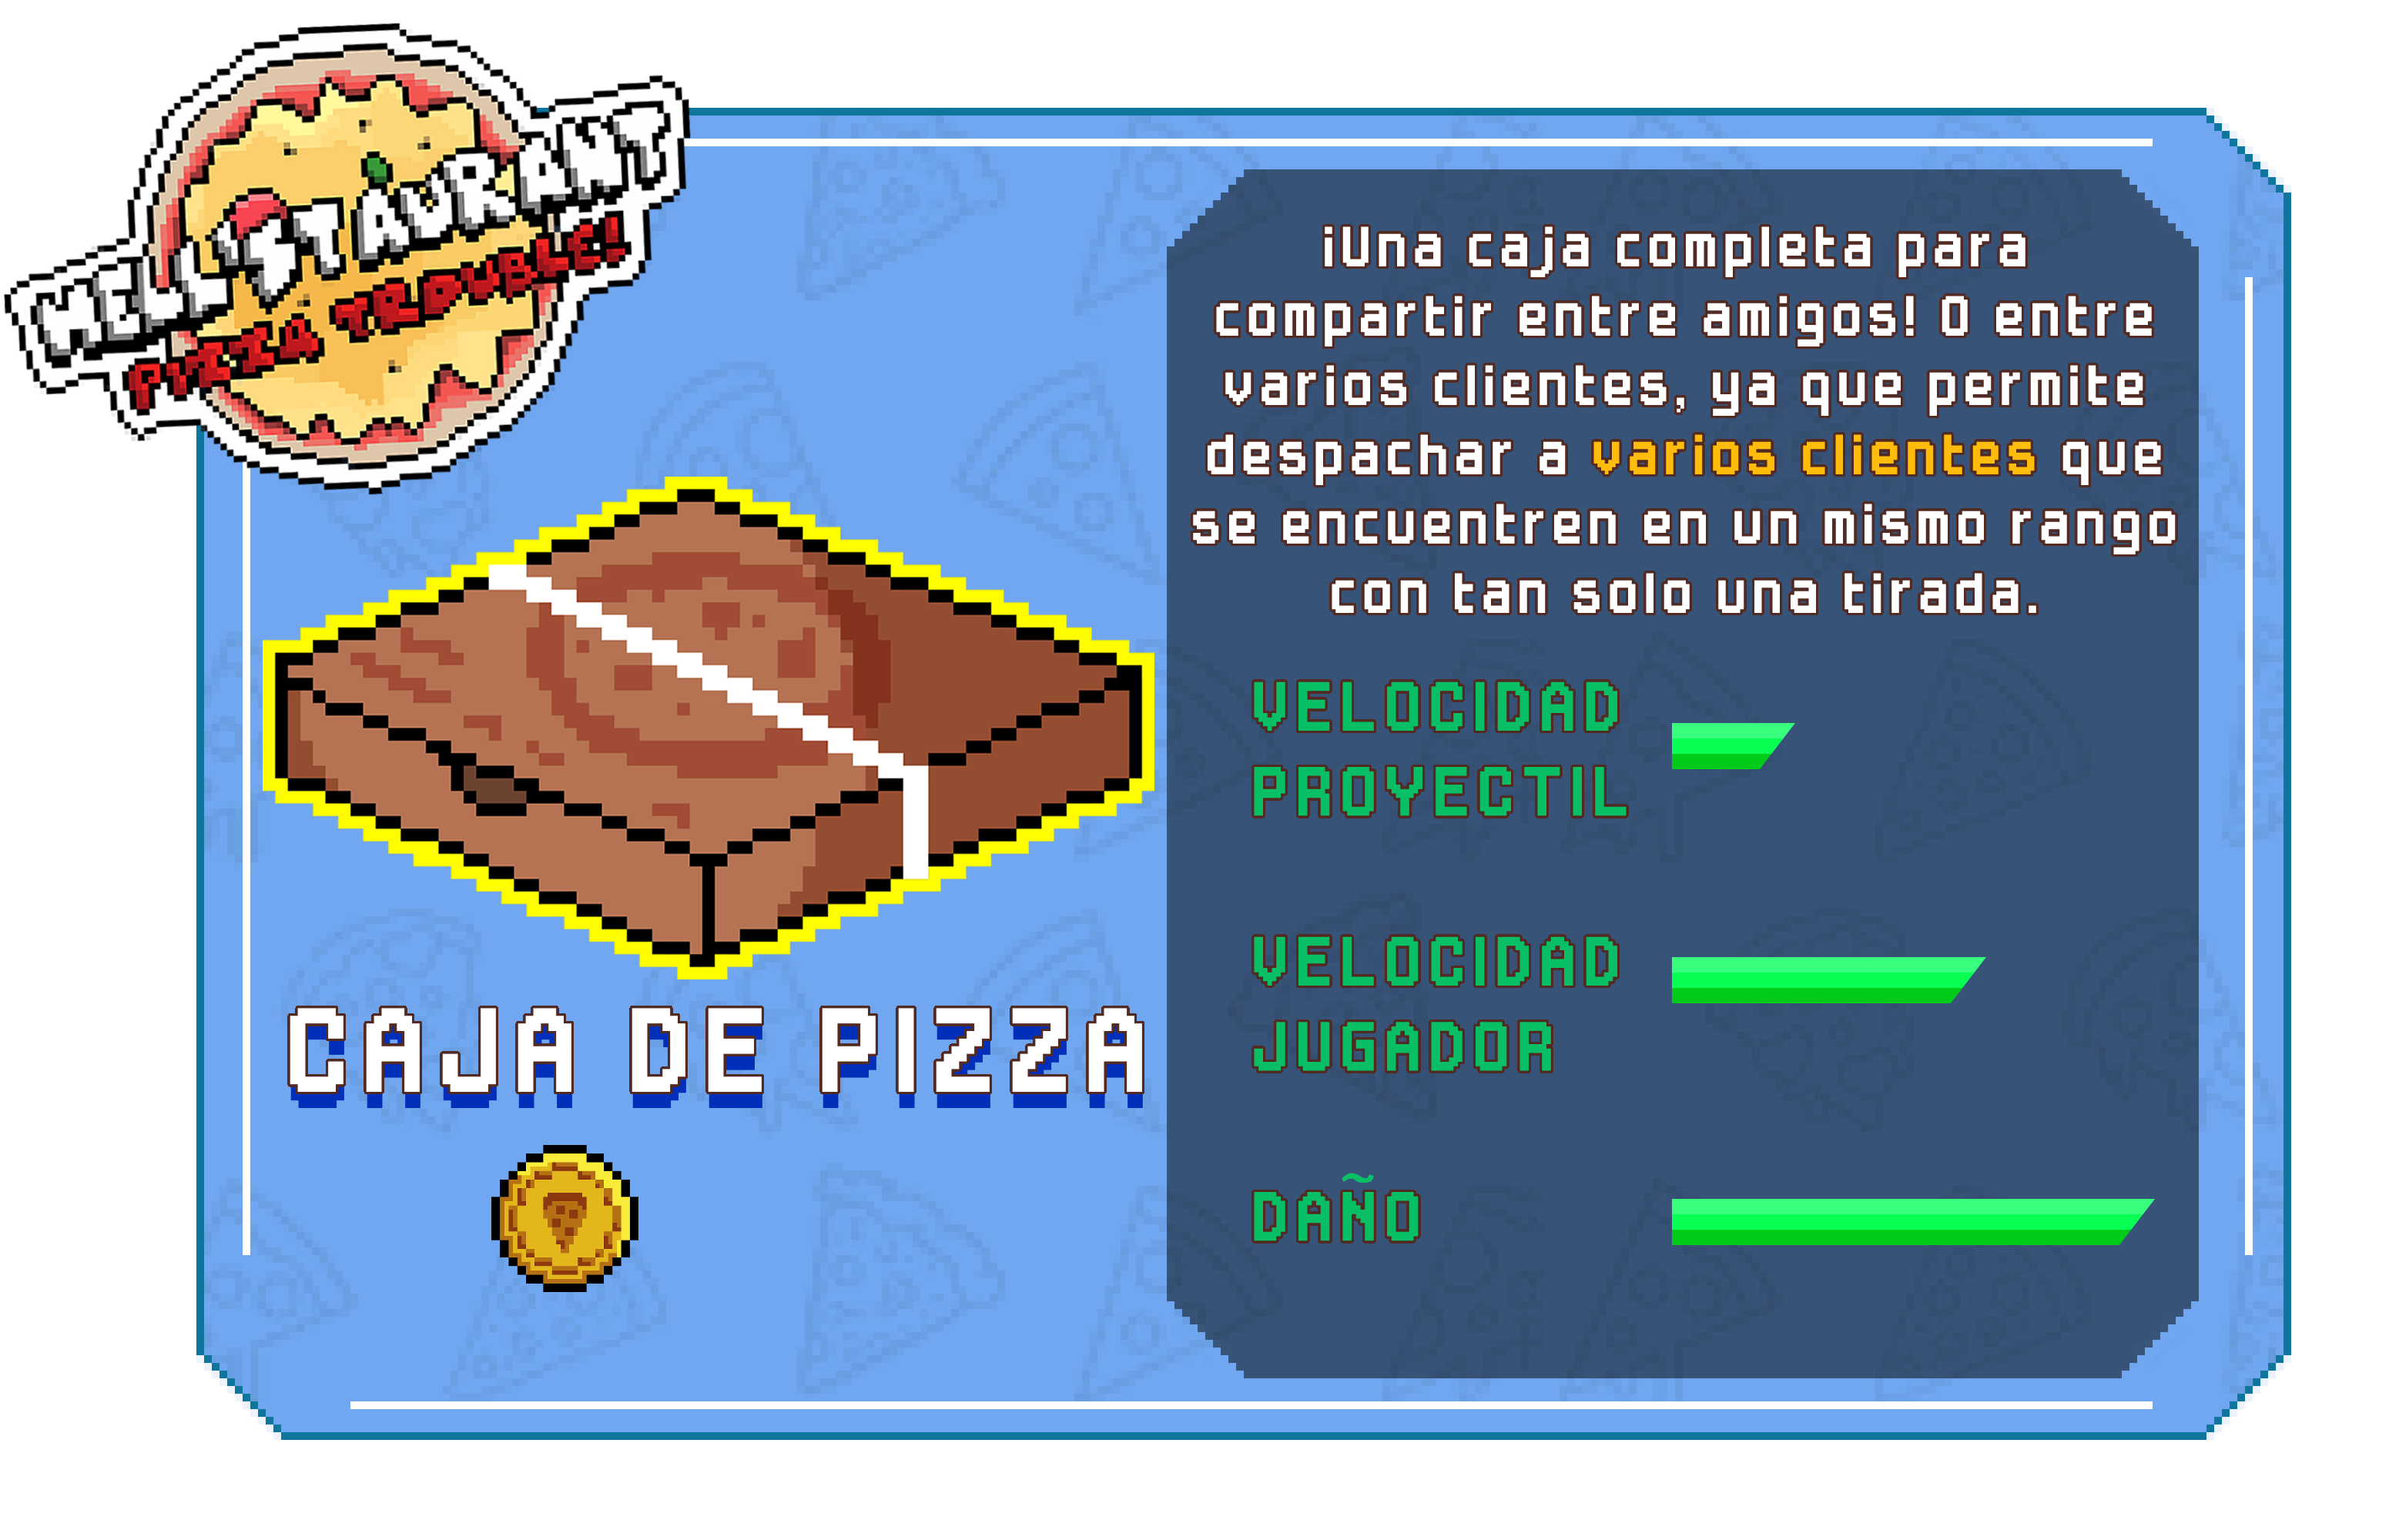 HELL'STAURANT
PIZZA TROUBLE!
¡Una caja completa para
compartir entre amigos! O entre
varios clientes, ya que permite
despachar a varios clientes que
se encuentren en un mismo rango
con tan solo una tirada.
VELOCIDAD
PROYECTIL
VELOCIDAD
JUGADOR
DAÑO
CAJA DE PIZZA